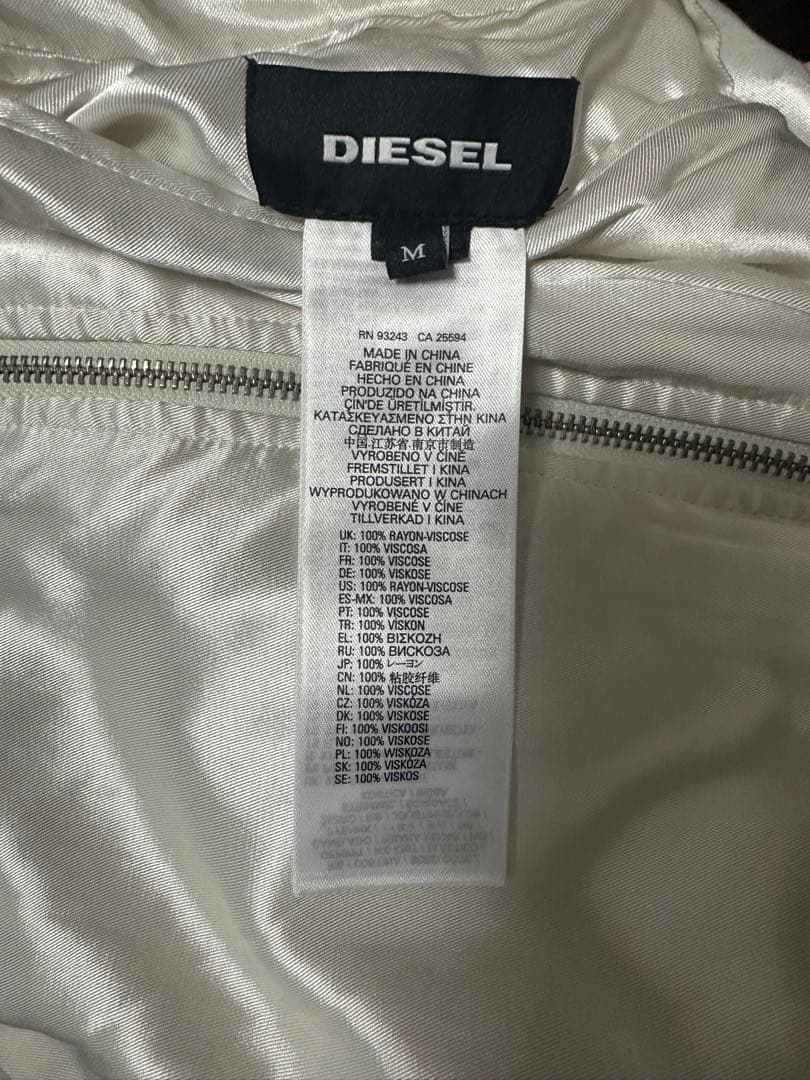 DIESEL
M
RN 93243 CA 25594
MADE IN CHINA
FABRIQUÉ EN CHINE
HECHO EN CHINA
PRODUZIDO NA CHINA
ÇİN'DE ÜRETİLMİŞTİR.
ΚΑΤΑΣΚΕΥΑΣΜΕΝΟ ΣΤΗΝ ΚΙΝΑ
СДЕЛАНО В КИТАЙ
中国.江苏省.南京市制造
VYROBENO V ČÍNĚ
FREMSTILLET I KINA
PRODUSERT I KINA
WYPRODUKOWANO W CHINACH
VYROBENÉ V ČÍNE
TILLVERKAD I KINA
UK: 100% RAYON-VISCOSE
IT: 100% VISCOSA
FR: 100% VISCOSE
DE: 100% VISKOSE
US: 100% RAYON-VISCOSE
ES-MX: 100% VISCOSA
PT: 100% VISCOSE
TR: 100% VİSKON
EL: 100% ΒΙΣΚΟΖΗ
RU: 100% ВИСКОЗА
JP: 100% レーヨン
CN: 100% 粘胶纤维
NL: 100% VISCOSE
CZ: 100% VISKÓZA
DK: 100% VISKOSE
FI: 100% VISKOOSI
NO: 100% VISKOSE
PL: 100% WISKOZA
SK: 100% VISKÓZA
SE: 100% VISKOS